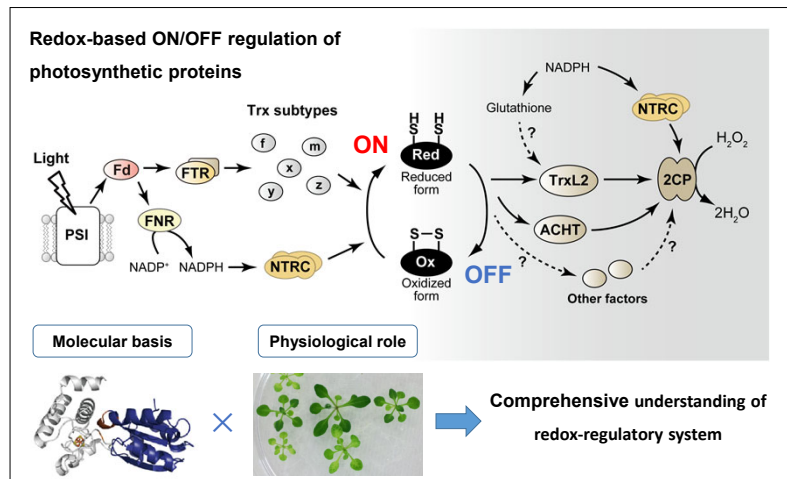 Redox-based ON/OFF regulation of
photosynthetic proteins
Trx subtypes
Light
PSI
Fd
FTR
FNR
NADP⁺
NADPH
NTRC
f
m
x
y
z
ON
H H
S S
Red
Reduced
form
S–S
Ox
Oxidized
form
OFF
NADPH
Glutathione
?
NTRC
TrxL2
ACHT
2CP
H₂O₂
2H₂O
?
?
Other factors
Molecular basis
Physiological role
×
Comprehensive understanding of
redox-regulatory system